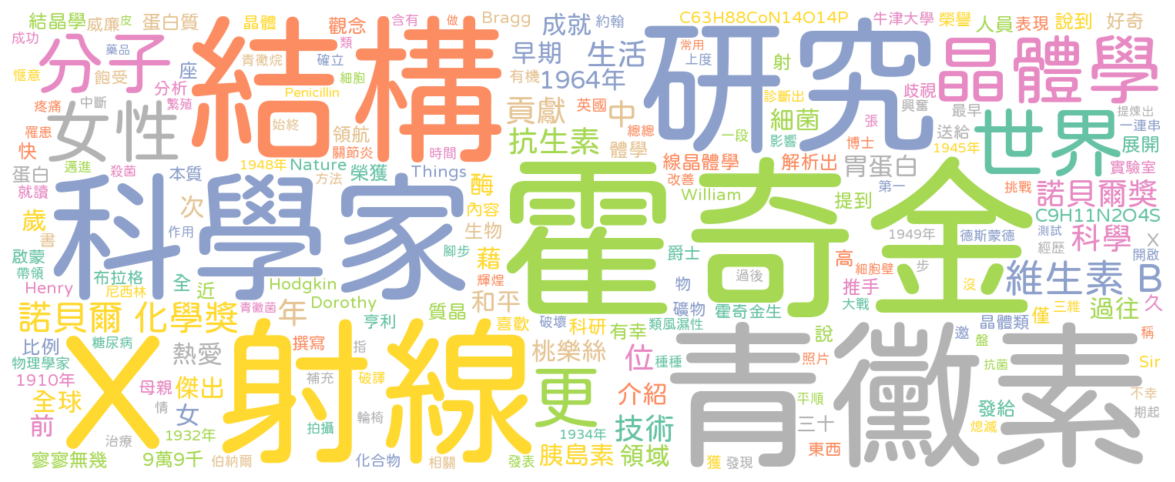 結晶學
威廉
皮
蛋白質
晶體
觀念
含有
做
Bragg
成就
約翰
C63H88CoN14O14P
牛津大學
榮譽
人員
表現
說到
好奇
成功
藥品
分子
結構
青黴烷
類
確立
早期
生活
常用
上度
研究
射
歧視
晶體學
愜意
飽受
座
分析
細胞
有機
1964年
診斷出
興奮
最早
提煉出
疼痛
中斷
繁殖
Penicillin
貢獻
英國
中
細菌
張
一連串
女性
罹患
快
始終
領航
抗生素
總總
一段
影響
博士
送給
1945年
世界
展開
邁進
1948年
關節炎
時間
體學
線晶體學
解析出
胃蛋白
實驗室
蛋白
殺菌
本質
方法
Nature
榮獲
Things
酶
改善
第一
挑戰
諾貝爾獎
就讀
科學家
次
內容
霍奇金
William
提到
C9H11N2O4S
歲
書
作用
生物
1949年
德斯蒙德
測試
科學
X
啟蒙
腳步
藉
爵士
高
細胞壁
步
經歷
開啟
帶領
布拉格
全
近
輝煌
物
過後
推手
物
沒
維生素 B
Henry
尼西林
Hodgkin
質晶
礦物
霍奇金生
大戰
僅
三維
過往
久
青黴菌
Dorothy
和平
諾貝爾 化學獎
年
亨利
喜歡
破壞
科研
有幸
類風濕性
說
邀
晶體類
稱
比例
糖尿病
熱愛
撰寫
指
桃樂絲
位
種種
照片
盤
抗菌
Sir
物理學家
X射線
1910年
母親
傑出
補充
破譯
更
介紹
青黴素
平順
不幸
全球
情
女
輪椅
發給
期起
前
治療
1932年
拍攝
1934年
技術
三十
熄滅
寥寥無幾
9萬9千
伯納爾
化合物
相關
發表
胰島素
領域
獲
發現
東西